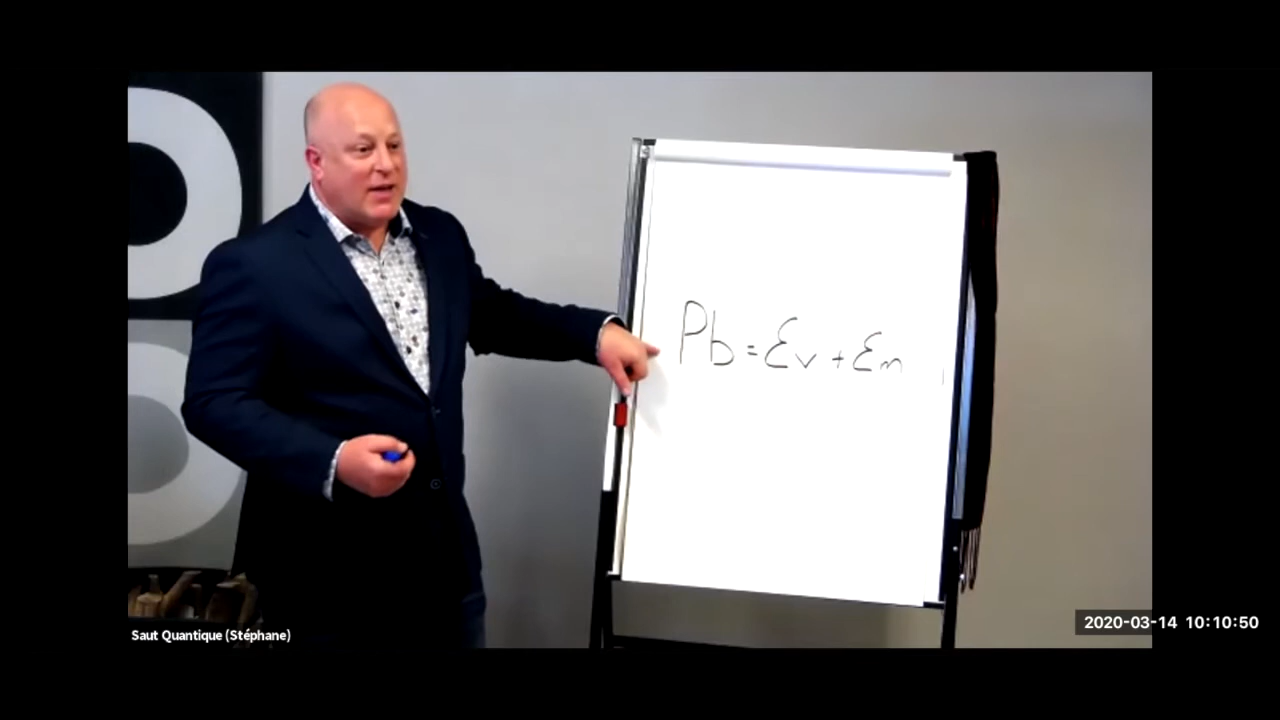 Pb = Ev + Em
Saut Quantique (Stéphane)
2020-03-14 10:10:50